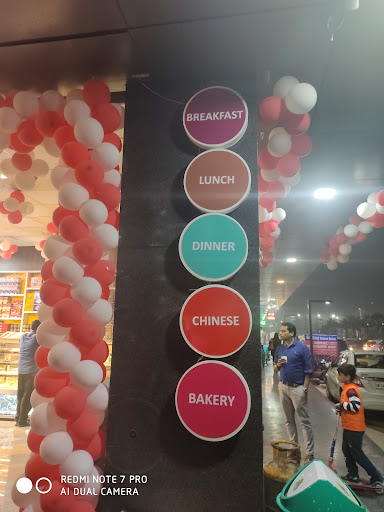 BREAKFAST
LUNCH
DINNER
CHINESE
BAKERY
REDMI NOTE 7 PRO
AI DUAL CAMERA